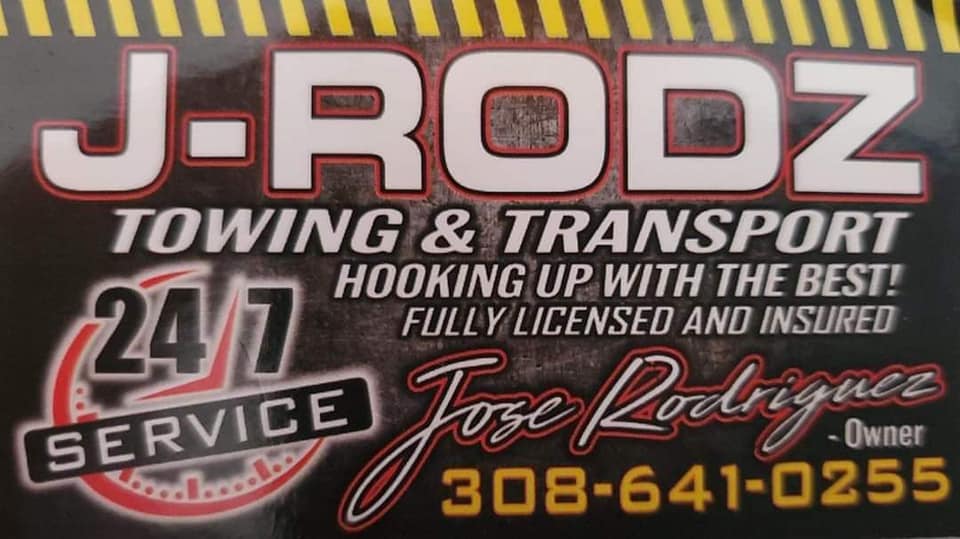 J-RODZ
TOWING & TRANSPORT
HOOKING UP WITH THE BEST!
FULLY LICENSED AND INSURED
24 7
SERVICE
Jose Rodriguez
- Owner
308-641-0255